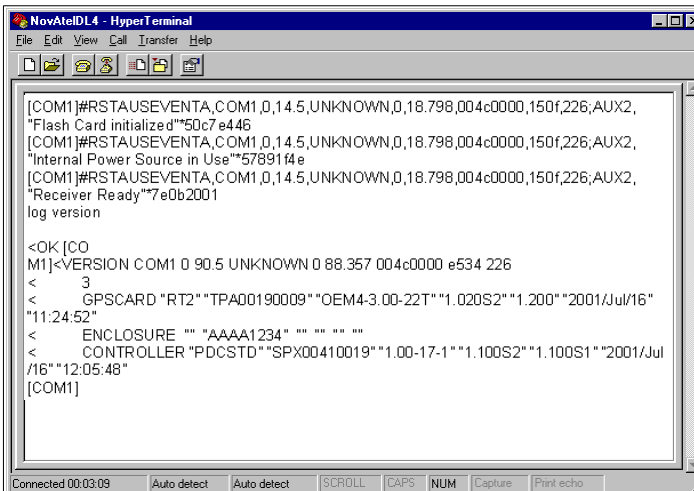 NovAtelDL4 - HyperTerminal
File Edit View Call Transfer Help
[COM1]#RSTAUSEVENTA,COM1,0,14.5,UNKNOWN,0,18.798,004c0000,150f,226;AUX2,
"Flash Card initialized"*50c7e446
[COM1]#RSTAUSEVENTA,COM1,0,14.5,UNKNOWN,0,18.798,004c0000,150f,226;AUX2,
"Internal Power Source in Use"*57891f4e
[COM1]#RSTAUSEVENTA,COM1,0,14.5,UNKNOWN,0,18.798,004c0000,150f,226;AUX2,
"Receiver Ready"*7e0b2001
log version
<OK [CO
M1]<VERSION COM1 0 90.5 UNKNOWN 0 88.357 004c0000 e534 226
< 3
< GPSCARD "RT2" "TPA00190009" "OEM4-3.00-22T" "1.020S2" "1.200" "2001/Jul/16"
"11:24:52"
< ENCLOSURE "" "AAAA1234" "" "" "" ""
< CONTROLLER "PDCSTD" "SPX00410019" "1.00-17-1" "1.100S2" "1.100S1" "2001/Jul
/16" "12:05:48"
[COM1]
Connected 00:03:09 Auto detect Auto detect SCROLL CAPS NUM Capture Print echo